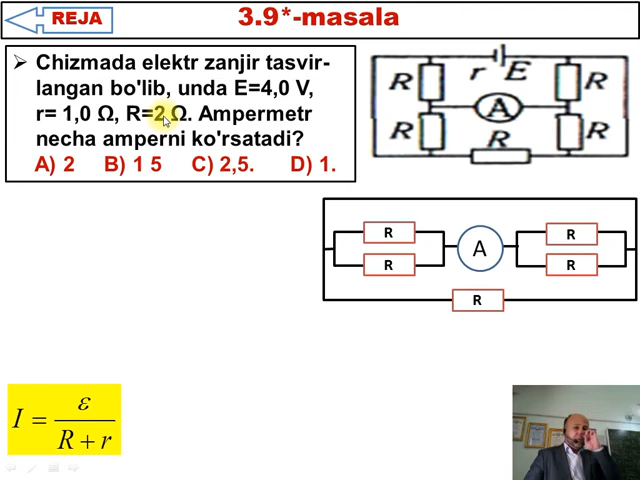 REJA
3.9*-masala
➢ Chizmada elektr zanjir tasvir-
langan bo'lib, unda E=4,0 V,
r= 1,0 Ω, R=2 Ω. Ampermetr
necha amperni ko'rsatadi?
A) 2 B) 1 5 C) 2,5. D) 1.
R r E R
A
R R R
R R
A
R R
R
I = ε / R + r